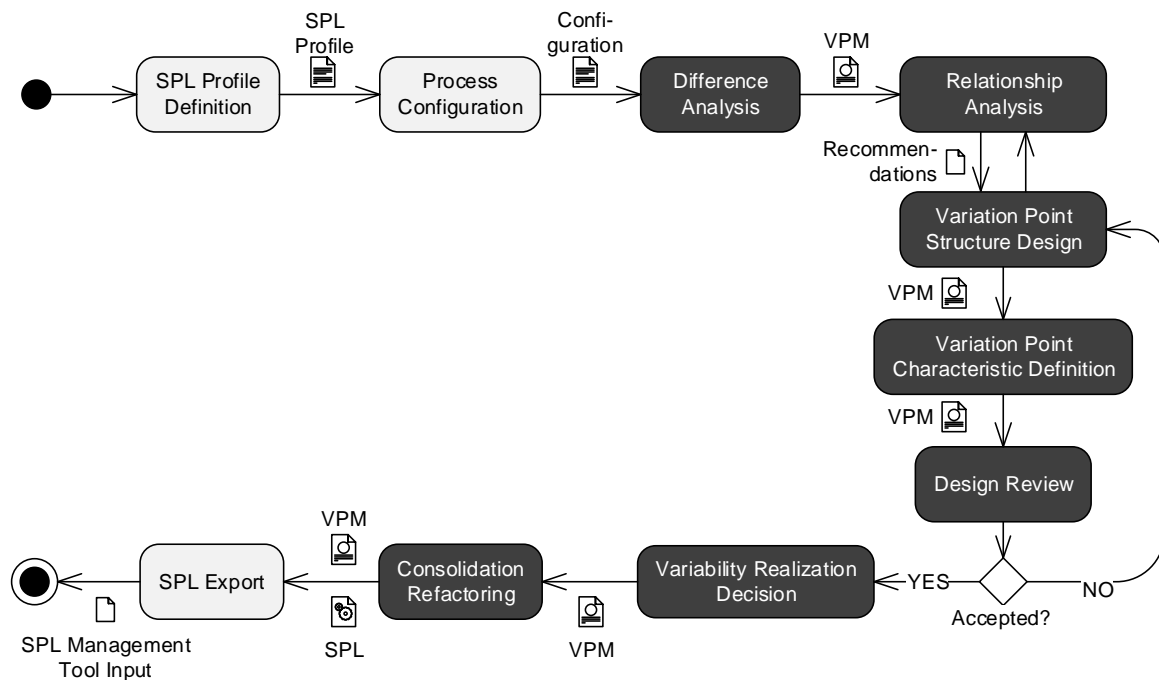 SPL
Profile
Confi-
guration
VPM
SPL Profile
Definition
Process
Configuration
Difference
Analysis
Relationship
Analysis
Recommen-
dations
Variation Point
Structure Design
VPM
Variation Point
Characteristic Definition
VPM
Design Review
YES
NO
Accepted?
Variability Realization
Decision
VPM
Consolidation
Refactoring
VPM
SPL
SPL Export
SPL Management
Tool Input